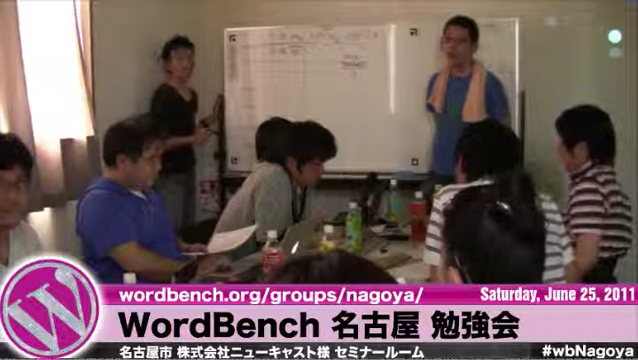 wordbench.org/groups/nagoya/
Saturday, June 25, 2011
WordBench 名古屋 勉強会
名古屋市 株式会社ニューキャスト様 セミナールーム
#wbNagoya